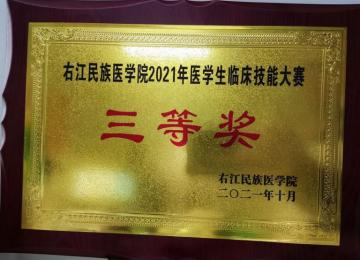 右江民族医学院2021年医学生临床技能大赛
三等奖
右江民族医学院
二〇二一年十月